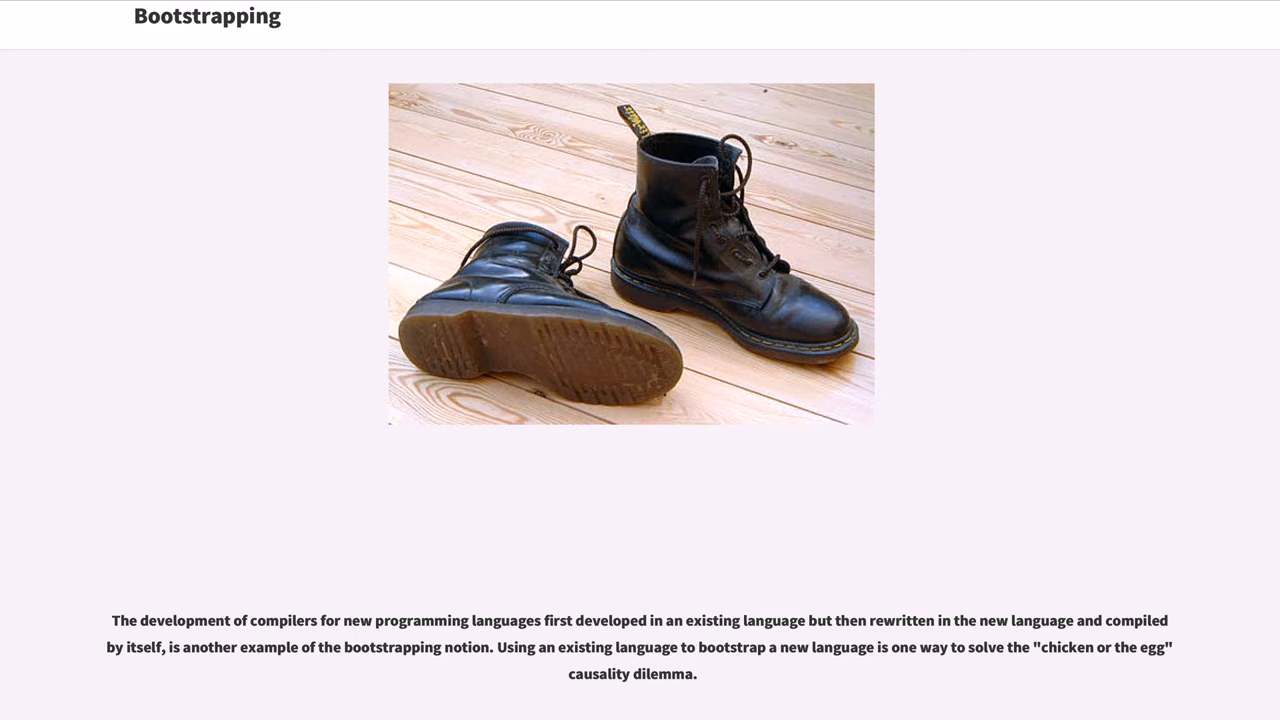 Bootstrapping
The development of compilers for new programming languages first developed in an existing language but then rewritten in the new language and compiled
by itself, is another example of the bootstrapping notion. Using an existing language to bootstrap a new language is one way to solve the "chicken or the egg"
causality dilemma.